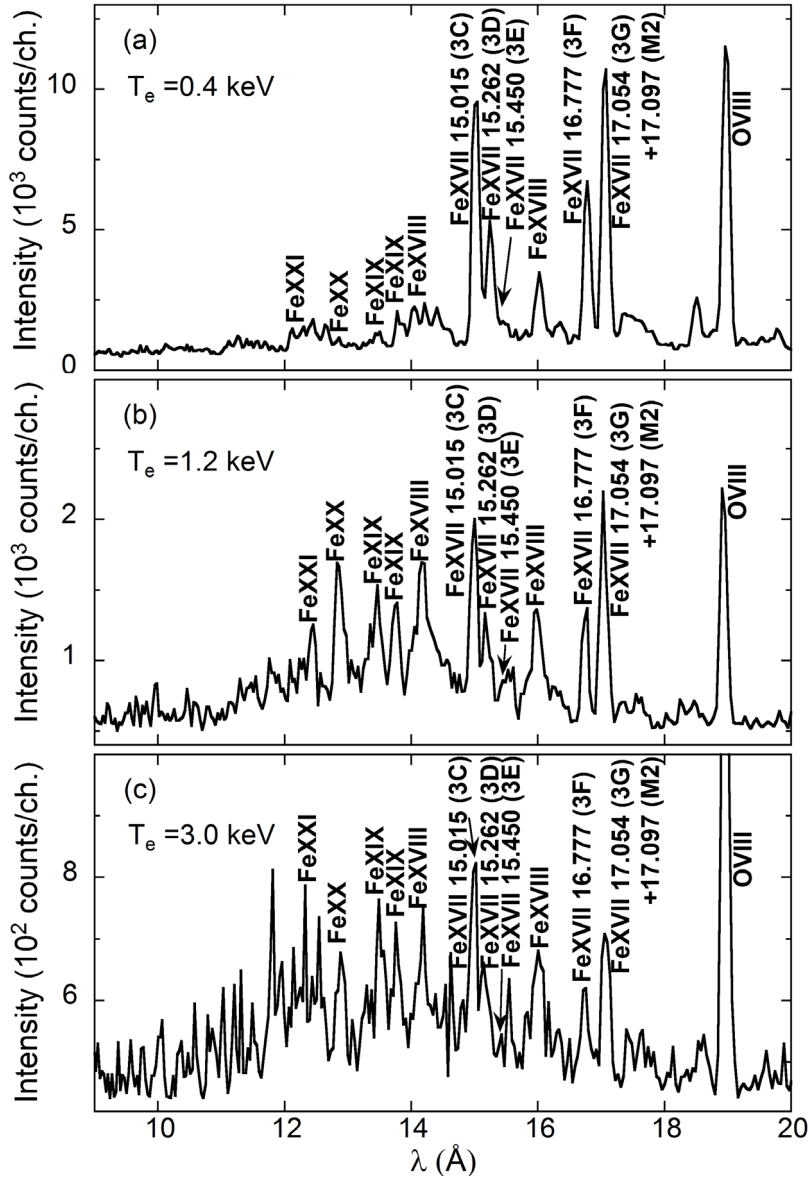 (a)
T_e =0.4 keV
Intensity (10^3 counts/ch.)
10
5
0
FeXXI
FeXX
FeXIX
FeXIX
FeXVIII
FeXVII 15.015 (3C)
FeXVII 15.262 (3D)
FeXVII 15.450 (3E)
FeXVIII
FeXVII 16.777 (3F)
FeXVII 17.054 (3G)
+17.097 (M2)
OVIII
(b)
T_e =1.2 keV
Intensity (10^3 counts/ch.)
2
1
FeXXI
FeXX
FeXIX
FeXIX
FeXVIII
FeXVII 15.015 (3C)
FeXVII 15.262 (3D)
FeXVII 15.450 (3E)
FeXVIII
FeXVII 16.777 (3F)
FeXVII 17.054 (3G)
+17.097 (M2)
OVIII
(c)
T_e =3.0 keV
Intensity (10^2 counts/ch.)
8
6
FeXXI
FeXX
FeXIX
FeXIX
FeXVIII
FeXVII 15.015 (3C)
FeXVII 15.262 (3D)
FeXVII 15.450 (3E)
FeXVIII
FeXVII 16.777 (3F)
FeXVII 17.054 (3G)
+17.097 (M2)
OVIII
10 12 14 16 18 20
λ (Å)